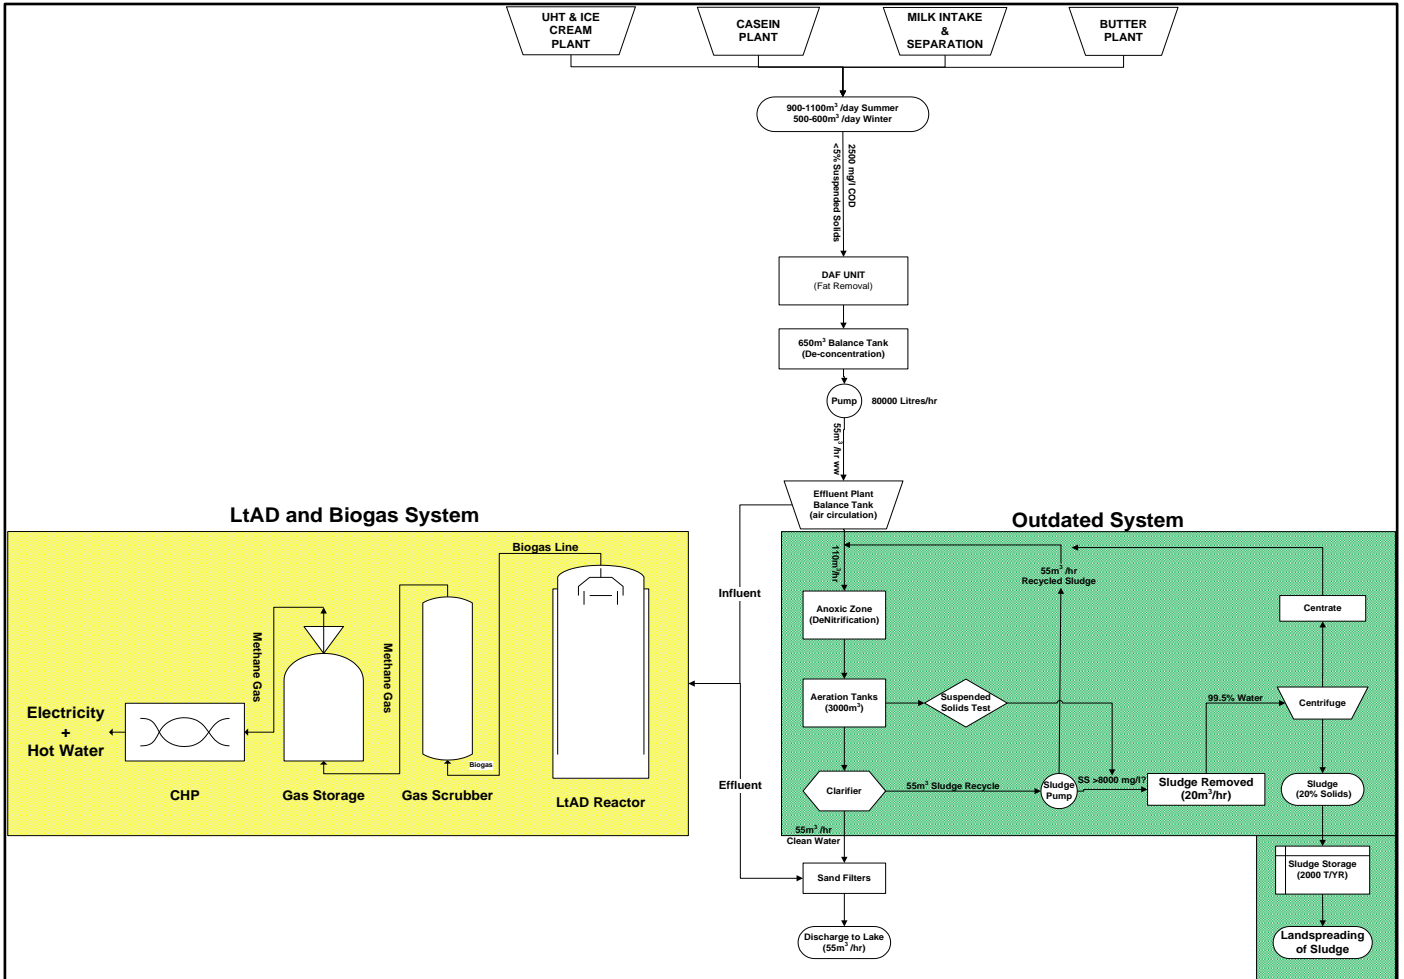 UHT & ICE
CREAM
PLANT
CASEIN
PLANT
MILK INTAKE
&
SEPARATION
BUTTER
PLANT
900-1100m³ /day Summer
500-600m³ /day Winter
2500 mg/l COD
<5% Suspended Solids
DAF UNIT
(Fat Removal)
650m³ Balance Tank
(De-concentration)
Pump
80000 Litres/hr
55m³ /hr ww
Effluent Plant
Balance Tank
(air circulation)
LtAD and Biogas System
Biogas Line
Methane Gas
Methane Gas
Biogas
Electricity
+
Hot Water
CHP
Gas Storage
Gas Scrubber
LtAD Reactor
Influent
Effluent
Outdated System
110m³/hr
55m³ /hr
Recycled Sludge
Anoxic Zone
(DeNitrification)
Centrate
Aeration Tanks
(3000m³)
Suspended
Solids Test
99.5% Water
Centrifuge
Clarifier
55m³ Sludge Recycle
Sludge
Pump
SS >8000 mg/l?
Sludge Removed
(20m³/hr)
Sludge
(20% Solids)
55m³ /hr
Clean Water
Sand Filters
Sludge Storage
(2000 T/YR)
Discharge to Lake
(55m³ /hr)
Landspreading
of Sludge